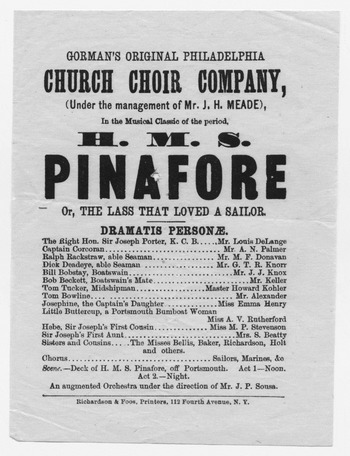 GORMAN'S ORIGINAL PHILADELPHIA
CHURCH CHOIR COMPANY,
(Under the management of Mr. J. H. MEADE),
In the Musical Classic of the period,
H. M. S.
PINAFORE
Or, THE LASS THAT LOVED A SAILOR.
DRAMATIS PERSONÆ.
The Right Hon. Sir Joseph Porter, K. C. B.....Mr. Louis DeLange
Captain Corcoran..............Mr. A. N. Palmer
Ralph Rackstraw, able Seaman..............Mr. M. F. Donavan
Dick Deadeye, able Seaman..............Mr. G. T. R. Knorr
Bill Bobstay, Boatswain..............Mr. J. J. Knox
Bob Beckett, Boatswain's Mate..............Mr. Keller
Tom Tucker, Midshipman..............Master Howard Kohler
Tom Bowline..............Mr. Alexander
Josephine, the Captain's Daughter..............Miss Emma Henry
Little Buttercup, a Portsmouth Bumboat Woman
Miss A. V. Rutherford
Hebe, Sir Joseph's First Cousin..............Miss M. P. Stevenson
Sir Joseph's First Aunt..............Mrs. S. Beatty
Sisters and Cousins....The Misses Belits, Baker, Richardson, Holt
and others.
Chorus..............Sailors, Marines, &c
Scene.—Deck of H. M. S. Pinafore, off Portsmouth. Act 1—Noon.
Act 2.—Night.
An augmented Orchestra under the direction of Mr. J. P. Sousa.
Richardson & Foos, Printers, 112 Fourth Avenue, N. Y.